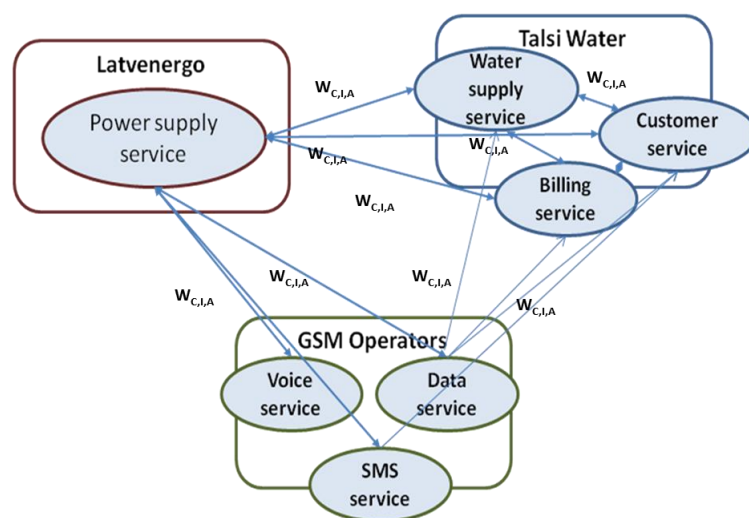 Latvenergo
Power supply
service
Talsi Water
Water
supply
service
Customer
service
Billing
service
W_C,I,A
W_C,I,A
W_C,I,A
W_C,I,A
W_C,I,A
W_C,I,A
W_C,I,A
W_C,I,A
W_C,I,A
GSM Operators
Voice
service
Data
service
SMS
service